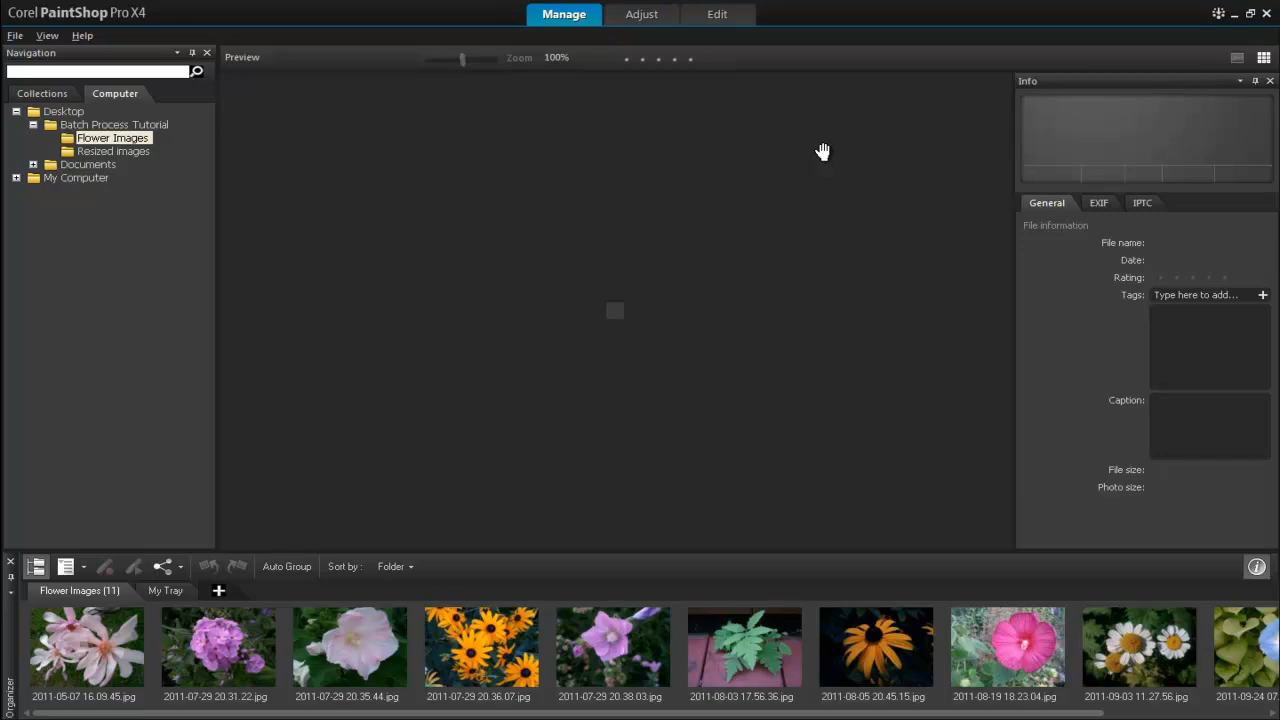 Corel PaintShop Pro X4
Manage Adjust Edit
File View Help
Navigation
Preview Zoom 100%
Info
Collections Computer
Desktop
Batch Process Tutorial
Flower Images
Resized images
Documents
My Computer
General EXIF IPTC
File information
File name:
Date:
Rating:
Tags: Type here to add... +
Caption:
File size:
Photo size:
Auto Group Sort by : Folder
Flower Images (11) My Tray
2011-05-07 16.09.45.jpg 2011-07-29 20.31.22.jpg 2011-07-29 20.35.44.jpg 2011-07-29 20.36.07.jpg 2011-07-29 20.38.03.jpg 2011-08-03 17.56.36.jpg 2011-08-05 20.45.15.jpg 2011-08-19 18.23.04.jpg 2011-09-03 11.27.56.jpg 2011-09-24 07.
Organizer